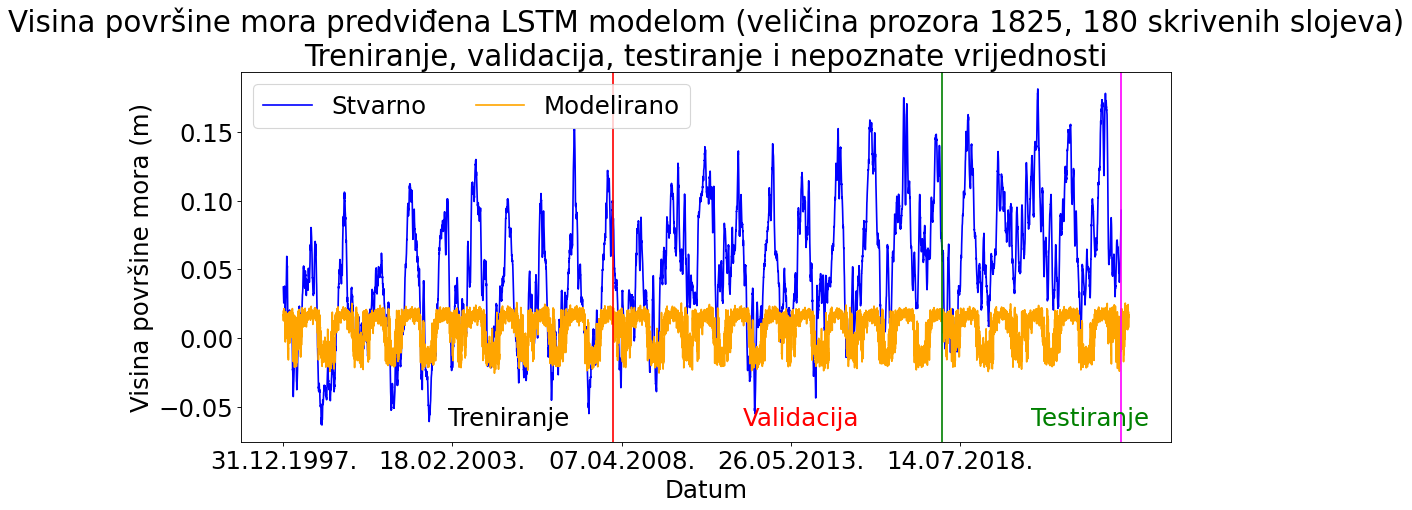 Visina površine mora predviđena LSTM modelom (veličina prozora 1825, 180 skrivenih slojeva)
Treniranje, validacija, testiranje i nepoznate vrijednosti
Stvarno
Modelirano
Visina površine mora (m)
0.15
0.10
0.05
0.00
−0.05
Treniranje
Validacija
Testiranje
31.12.1997.
18.02.2003.
07.04.2008.
26.05.2013.
14.07.2018.
Datum